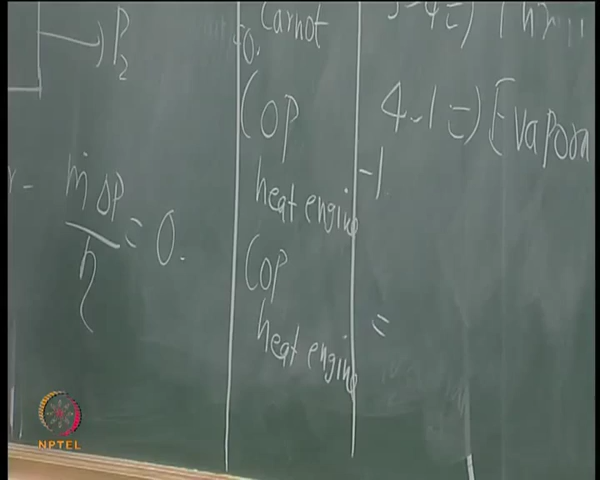 P2
ṁ ΔP
/ η = 0.
Carnot
COP
heat engine -1
COP
heat engine =
4-1 => Evapora
NPTEL